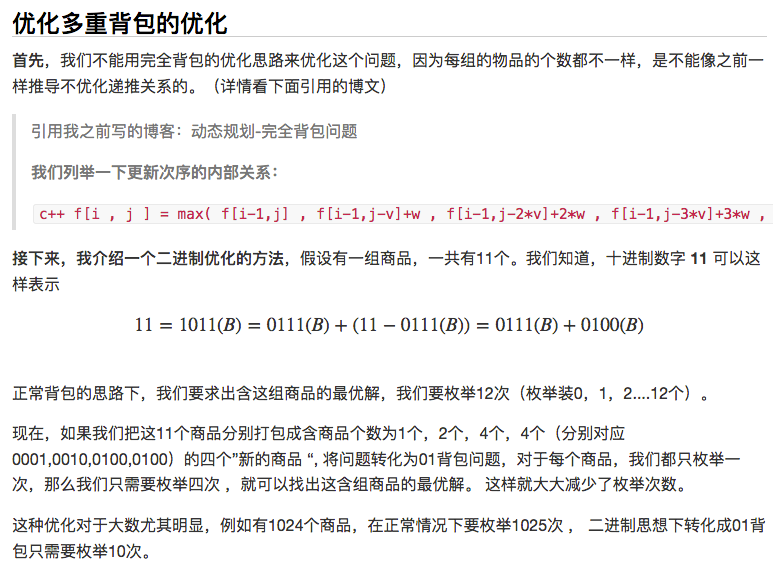 优化多重背包的优化
首先，我们不能用完全背包的优化思路来优化这个问题，因为每组的物品的个数都不一样，是不能像之前一
样推导不优化递推关系的。（详情看下面引用的博文）
引用我之前写的博客：动态规划-完全背包问题
我们列举一下更新次序的内部关系：
c++ f[i , j ] = max( f[i-1,j] , f[i-1,j-v]+w , f[i-1,j-2*v]+2*w , f[i-1,j-3*v]+3*w ,
接下来，我介绍一个二进制优化的方法，假设有一组商品，一共有11个。我们知道，十进制数字 11 可以这
样表示
11 = 1011(B) = 0111(B) + (11 − 0111(B)) = 0111(B) + 0100(B)
正常背包的思路下，我们要求出含这组商品的最优解，我们要枚举12次（枚举装0，1，2....12个）。
现在，如果我们把这11个商品分别打包成含商品个数为1个，2个，4个，4个（分别对应
0001,0010,0100,0100）的四个”新的商品 “, 将问题转化为01背包问题，对于每个商品，我们都只枚举一
次，那么我们只需要枚举四次 ，就可以找出这含组商品的最优解。 这样就大大减少了枚举次数。
这种优化对于大数尤其明显，例如有1024个商品，在正常情况下要枚举1025次 ， 二进制思想下转化成01背
包只需要枚举10次。